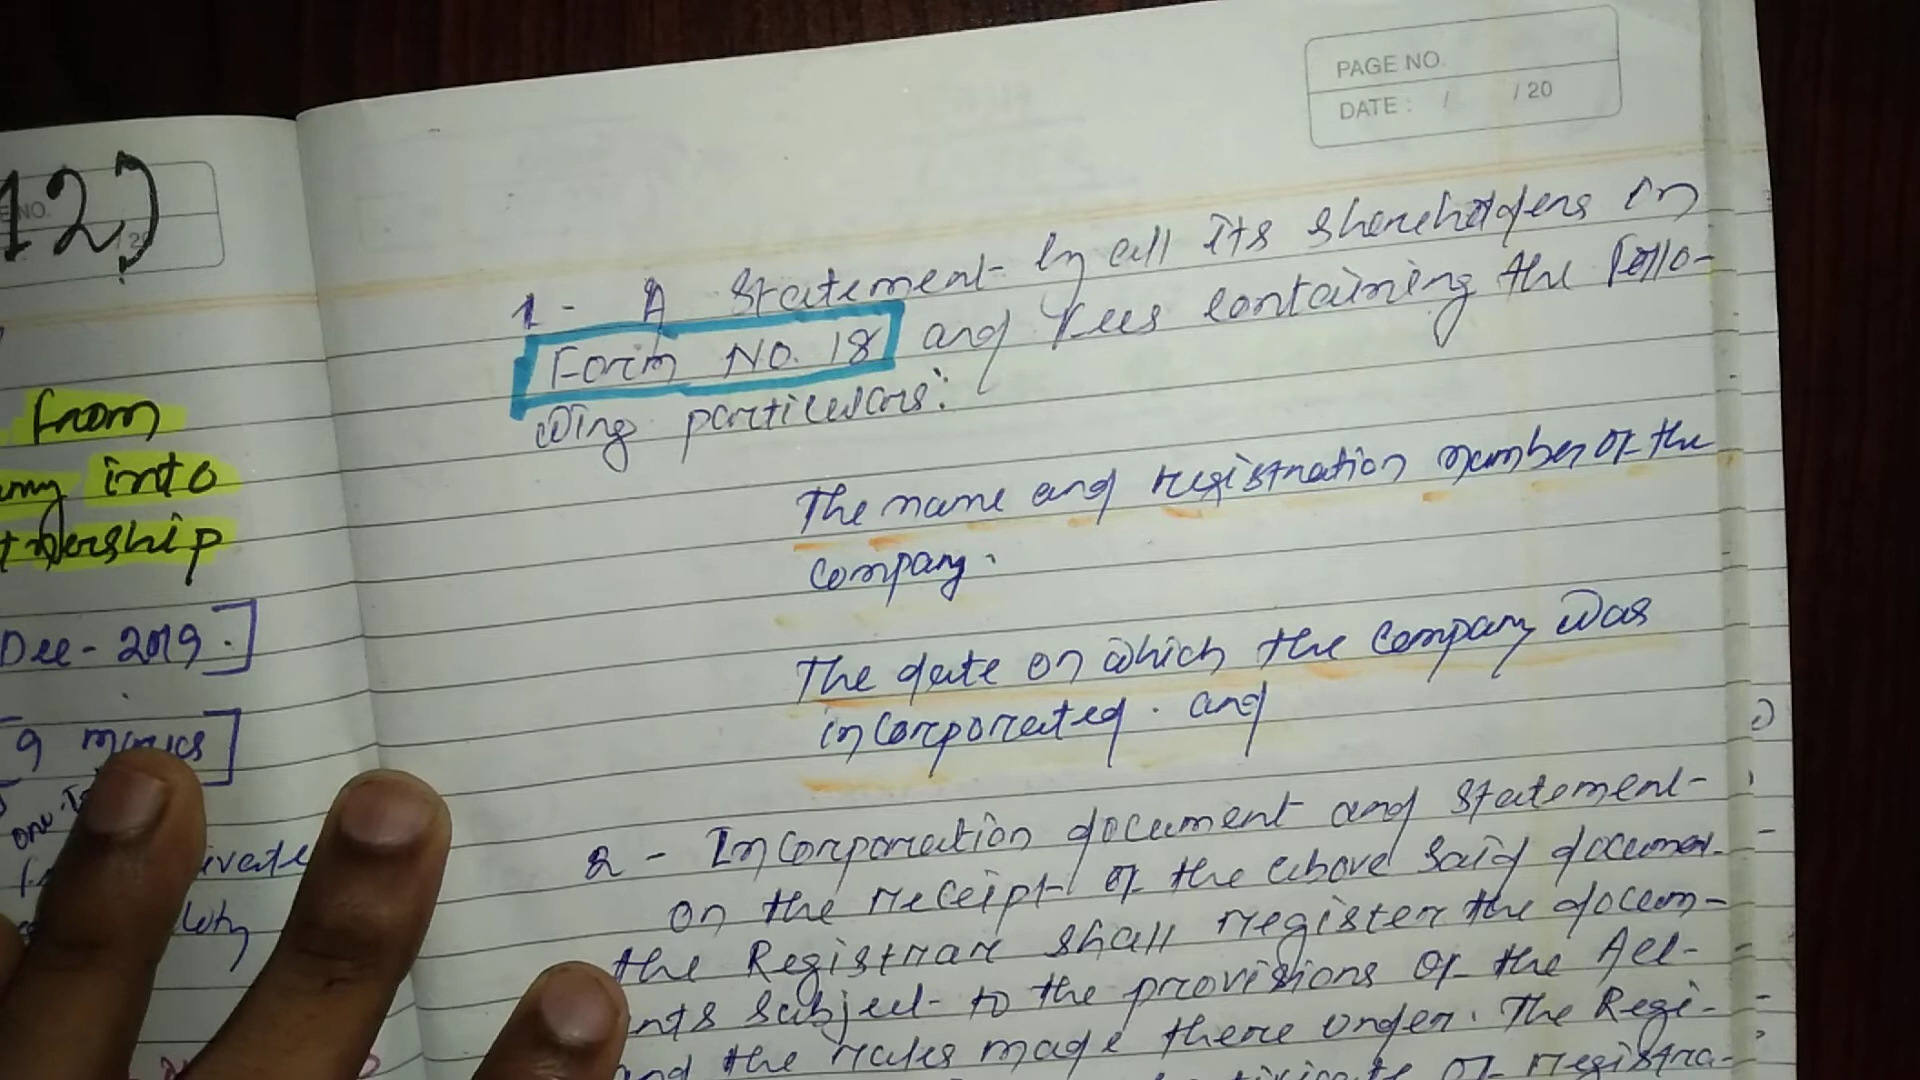 12)
from
into
Dec - 2019.]
[9 marks]
PAGE NO.
DATE : / / 20
1 - A Statement by all its shareholders in
Form No. 18 and Fees containing the follo-
wing particulars:
The name and registration number of the
Company.
The date on which the Company was
incorporated. and
2 - Incorporation document and statement
on the receipt of the above said documen-
the Registrar shall register the docum-
ents subject to the provisions of the Act
and the rules made there under. The Regi-
of registra-